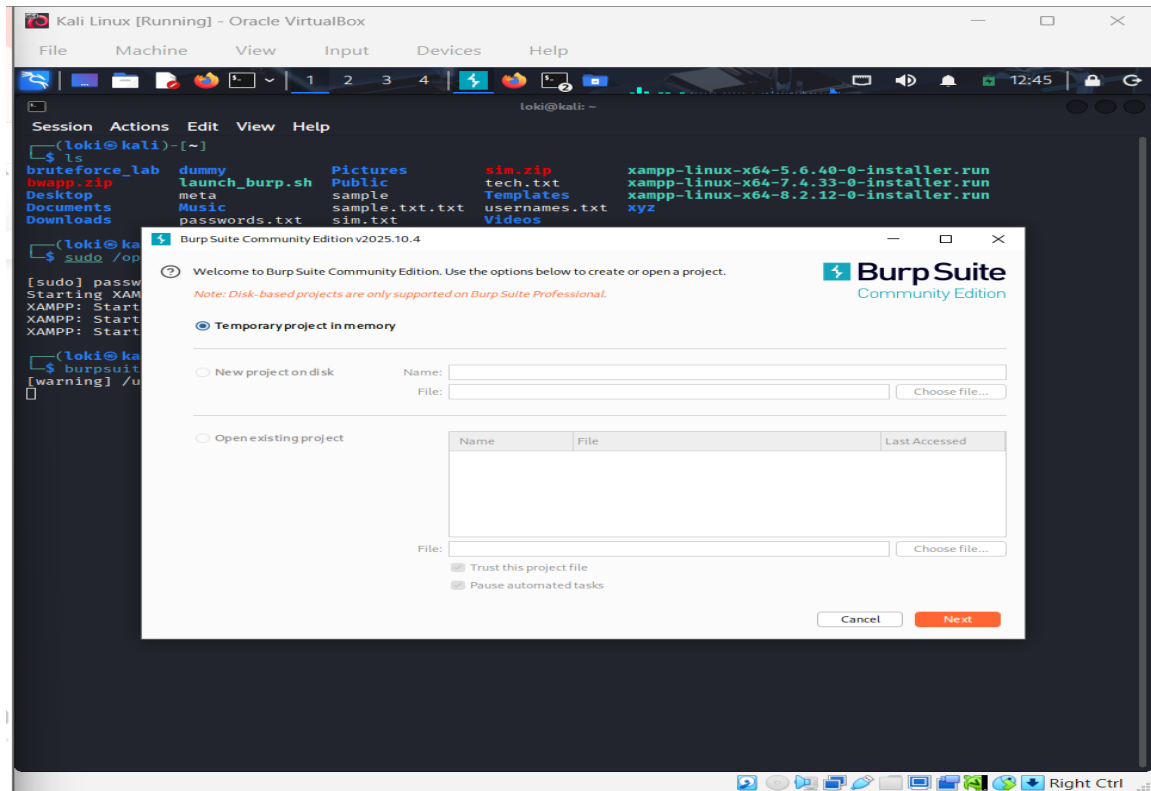 Kali Linux [Running] - Oracle VirtualBox
File Machine View Input Devices Help
1 2 3 4 2 12:45
loki@kali: ~
Session Actions Edit View Help
(loki㉿kali)-[~]
$ ls
bruteforce_lab dummy Pictures sim.zip xampp-linux-x64-5.6.40-0-installer.run
bwapp.zip launch_burp.sh Public tech.txt xampp-linux-x64-7.4.33-0-installer.run
Desktop meta sample Templates xampp-linux-x64-8.2.12-0-installer.run
Documents Music sample.txt.txt usernames.txt xyz
Downloads passwords.txt sim.txt Videos
(loki㉿ka
$ sudo /op
[sudo] passw
Starting XAM
XAMPP: Start
XAMPP: Start
XAMPP: Start
(loki㉿ka
$ burpsuit
[warning] /u
Burp Suite Community Edition v2025.10.4
Welcome to Burp Suite Community Edition. Use the options below to create or open a project.
Note: Disk-based projects are only supported on Burp Suite Professional.
Burp Suite
Community Edition
Temporary project in memory
New project on disk Name:
File: Choose file...
Open existing project Name File Last Accessed
File: Choose file...
Trust this project file
Pause automated tasks
Cancel Next
Right Ctrl